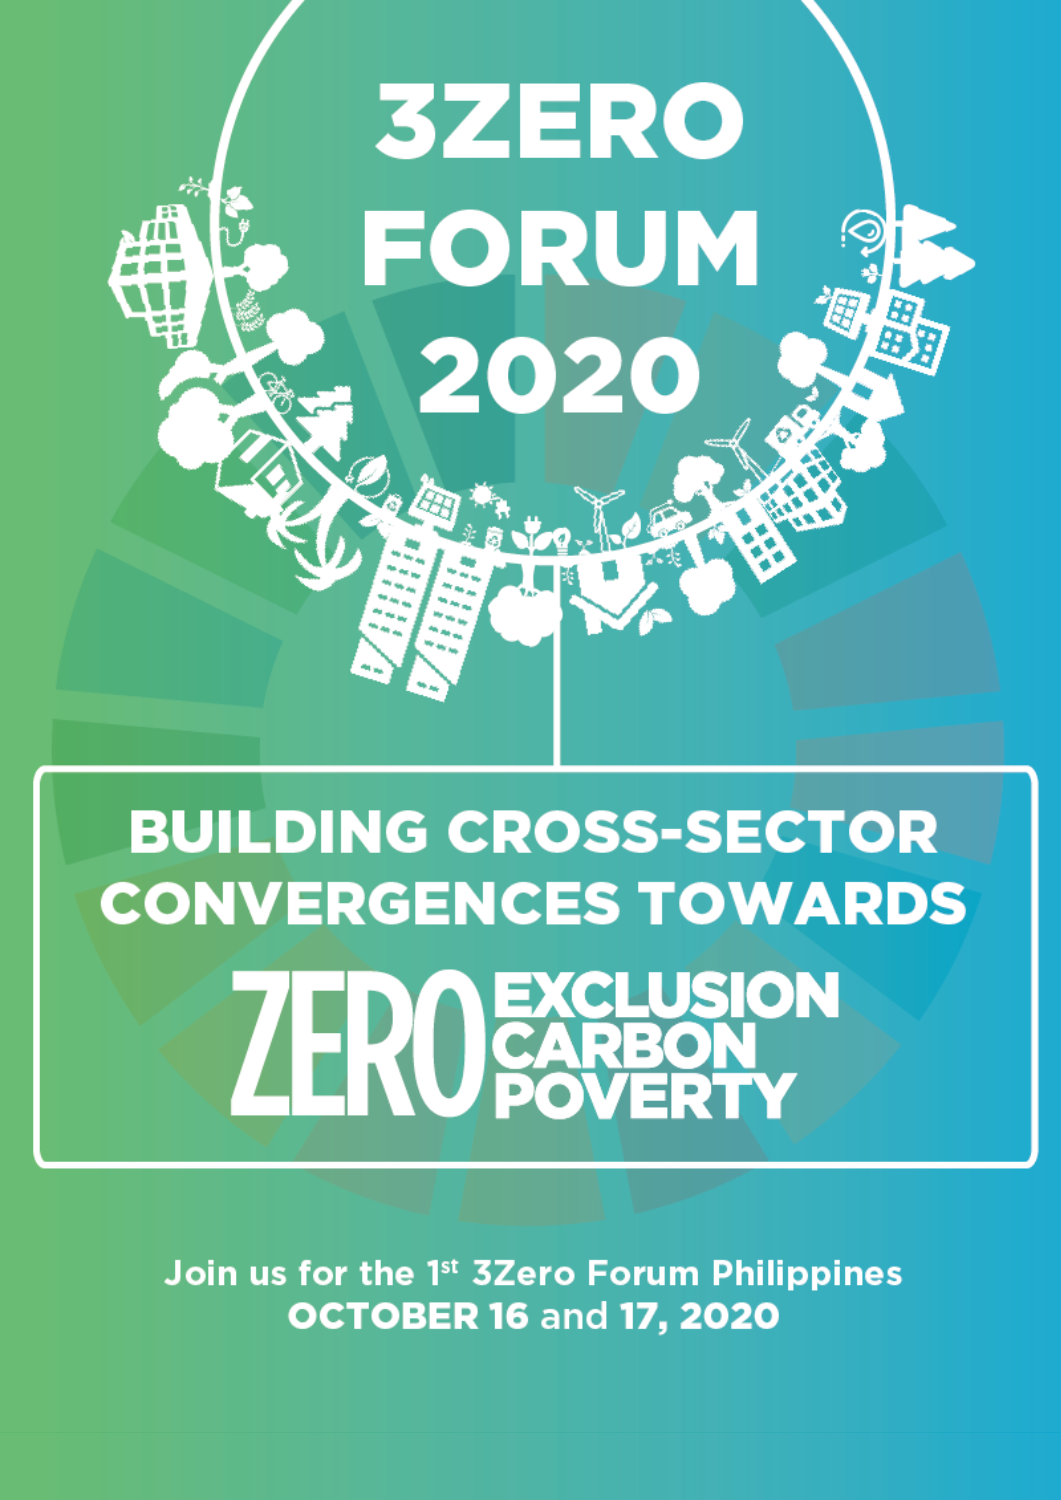 3ZERO
FORUM
2020
BUILDING CROSS-SECTOR
CONVERGENCES TOWARDS
ZERO EXCLUSION
CARBON
POVERTY
Join us for the 1st 3Zero Forum Philippines
OCTOBER 16 and 17, 2020